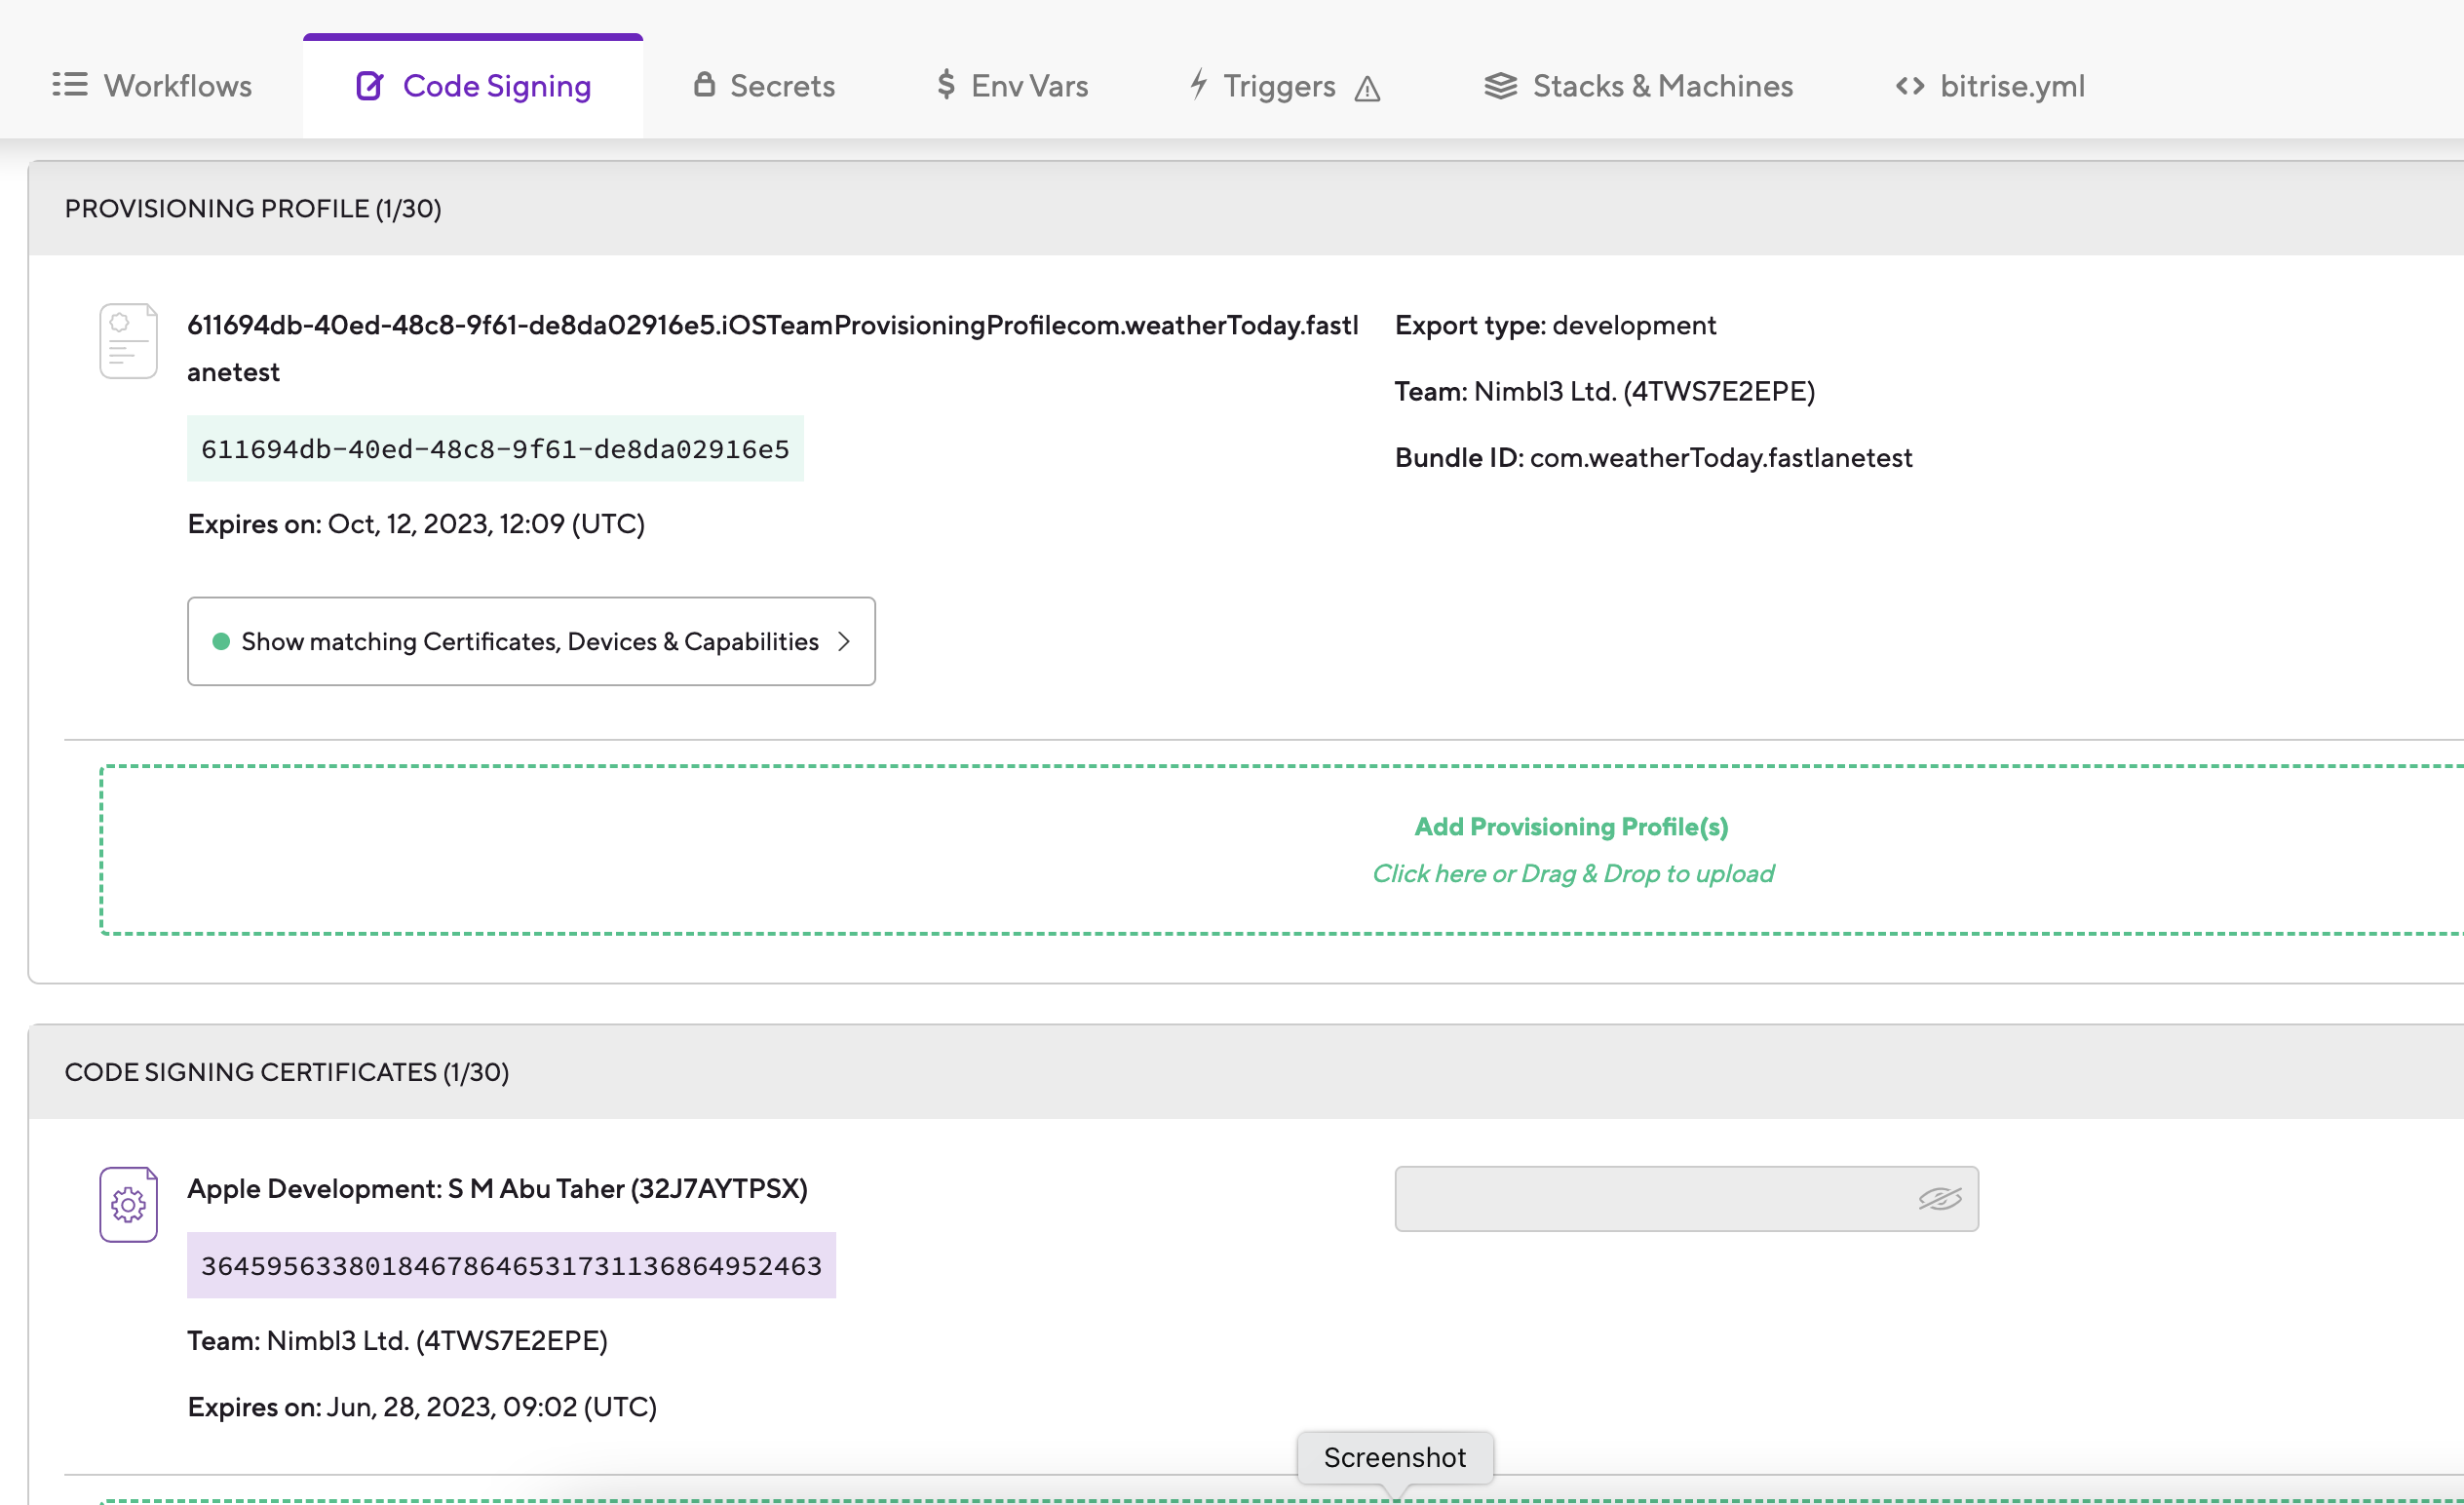 Workflows
Code Signing
Secrets
$ Env Vars
Triggers
Stacks & Machines
<> bitrise.yml
PROVISIONING PROFILE (1/30)
611694db-40ed-48c8-9f61-de8da02916e5.iOSTeamProvisioningProfilecom.weatherToday.fastl
anetest
611694db-40ed-48c8-9f61-de8da02916e5
Expires on: Oct, 12, 2023, 12:09 (UTC)
Export type: development
Team: Nimbl3 Ltd. (4TWS7E2EPE)
Bundle ID: com.weatherToday.fastlanetest
Show matching Certificates, Devices & Capabilities
Add Provisioning Profile(s)
Click here or Drag & Drop to upload
CODE SIGNING CERTIFICATES (1/30)
Apple Development: S M Abu Taher (32J7AYTPSX)
36459563380184678646531731136864952463
Team: Nimbl3 Ltd. (4TWS7E2EPE)
Expires on: Jun, 28, 2023, 09:02 (UTC)
Screenshot